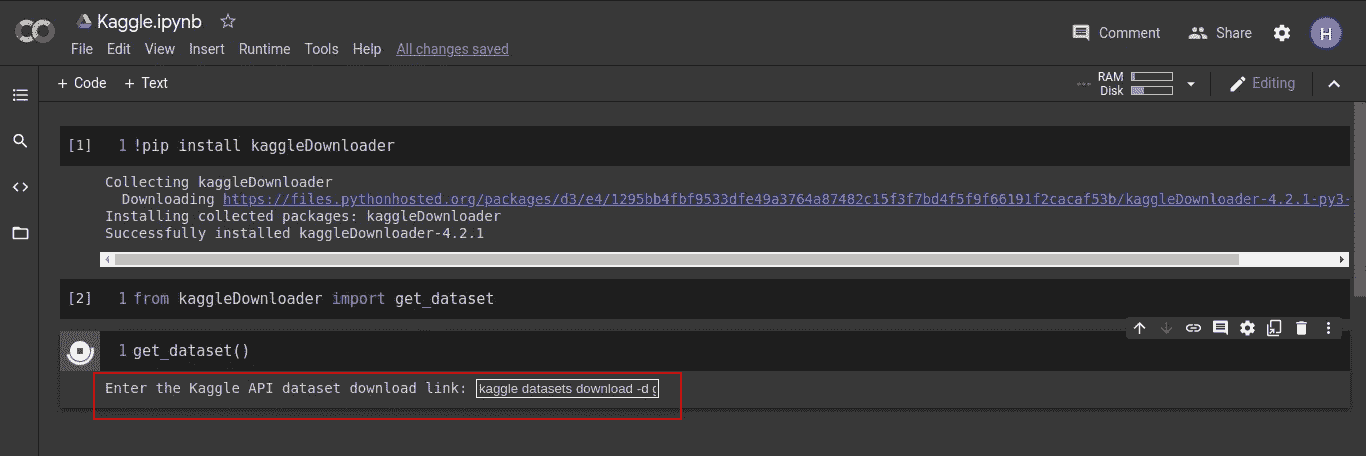 Kaggle.ipynb
File Edit View Insert Runtime Tools Help All changes saved
Comment Share H
+ Code + Text
RAM
Disk
Editing
[1] 1 !pip install kaggleDownloader
Collecting kaggleDownloader
Downloading https://files.pythonhosted.org/packages/d3/e4/1295bb4fbf9533dfe49a3764a87482c15f3f7bd4f5f9f66191f2cacaf53b/kaggleDownloader-4.2.1-py3-
Installing collected packages: kaggleDownloader
Successfully installed kaggleDownloader-4.2.1
[2] 1 from kaggleDownloader import get_dataset
1 get_dataset()
Enter the Kaggle API dataset download link: kaggle datasets download -d